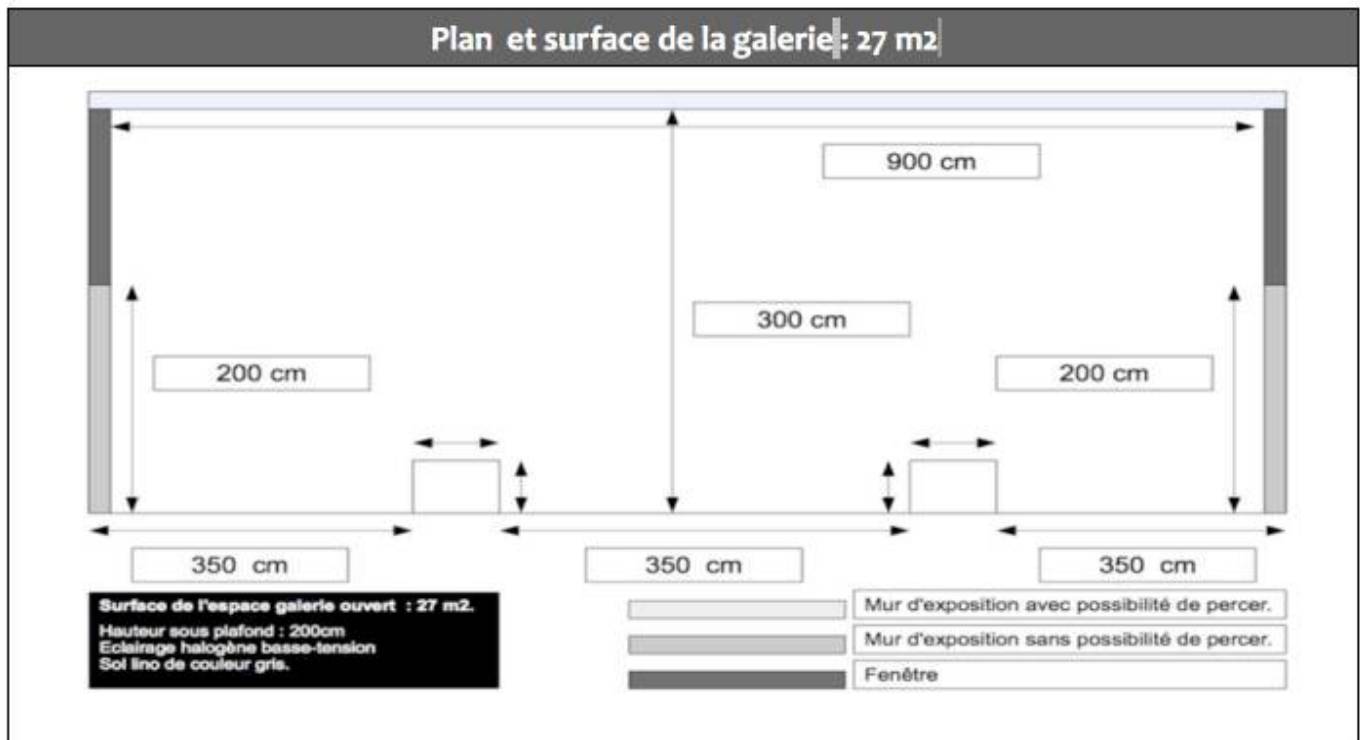 Plan et surface de la galerie : 27 m2
900 cm
300 cm
200 cm
200 cm
350 cm
350 cm
350 cm
Surface de l'espace galerie ouvert : 27 m2.
Hauteur sous plafond : 200cm
Eclairage halogène basse-tension
Sol lino de couleur gris.
Mur d'exposition avec possibilité de percer.
Mur d'exposition sans possibilité de percer.
Fenêtre